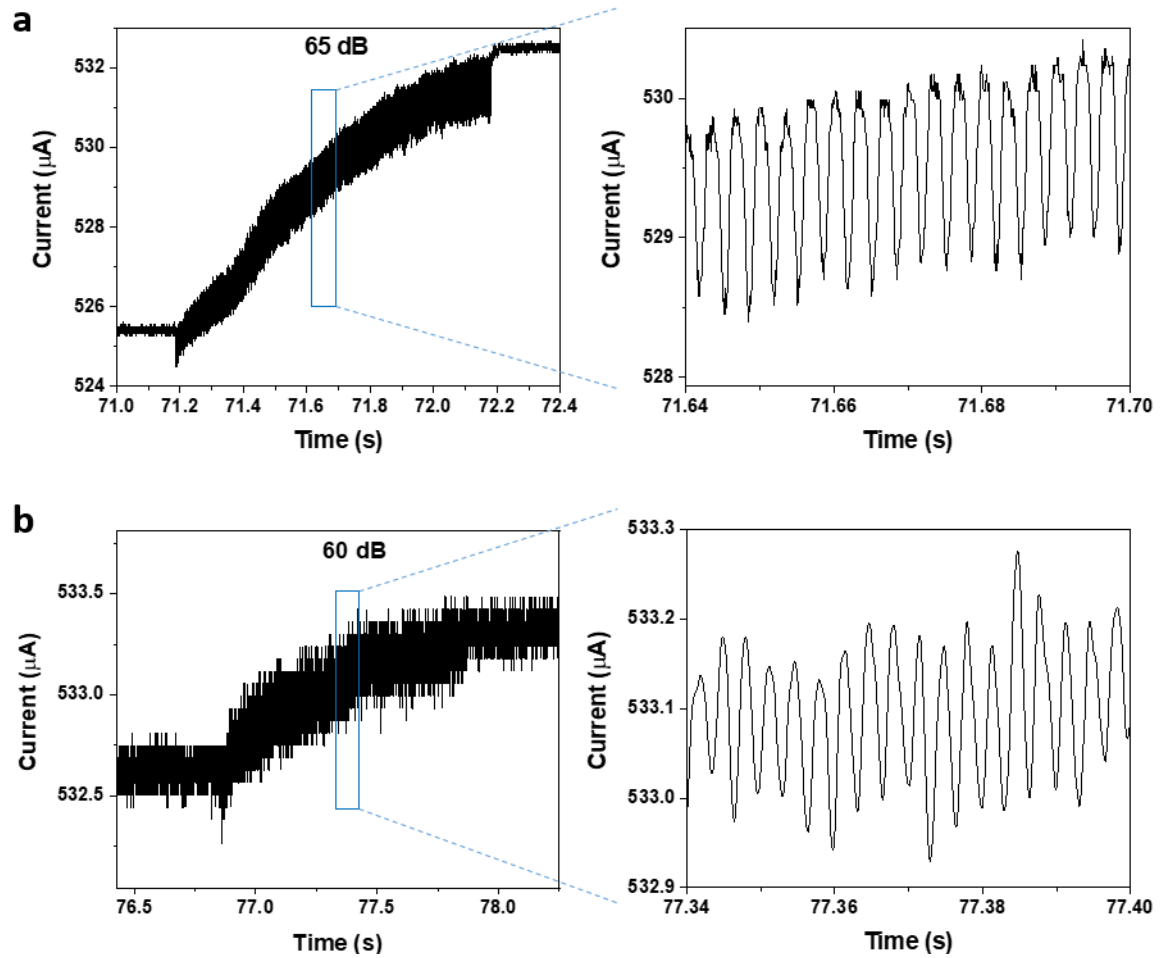 a
65 dB
532
530
528
526
524
Current (µA)
71.0 71.2 71.4 71.6 71.8 72.0 72.2 72.4
Time (s)
530
529
528
Current (µA)
71.64 71.66 71.68 71.70
Time (s)
b
60 dB
533.5
533.0
532.5
Current (µA)
76.5 77.0 77.5 78.0
Time (s)
533.3
533.2
533.1
533.0
532.9
Current (µA)
77.34 77.36 77.38 77.40
Time (s)